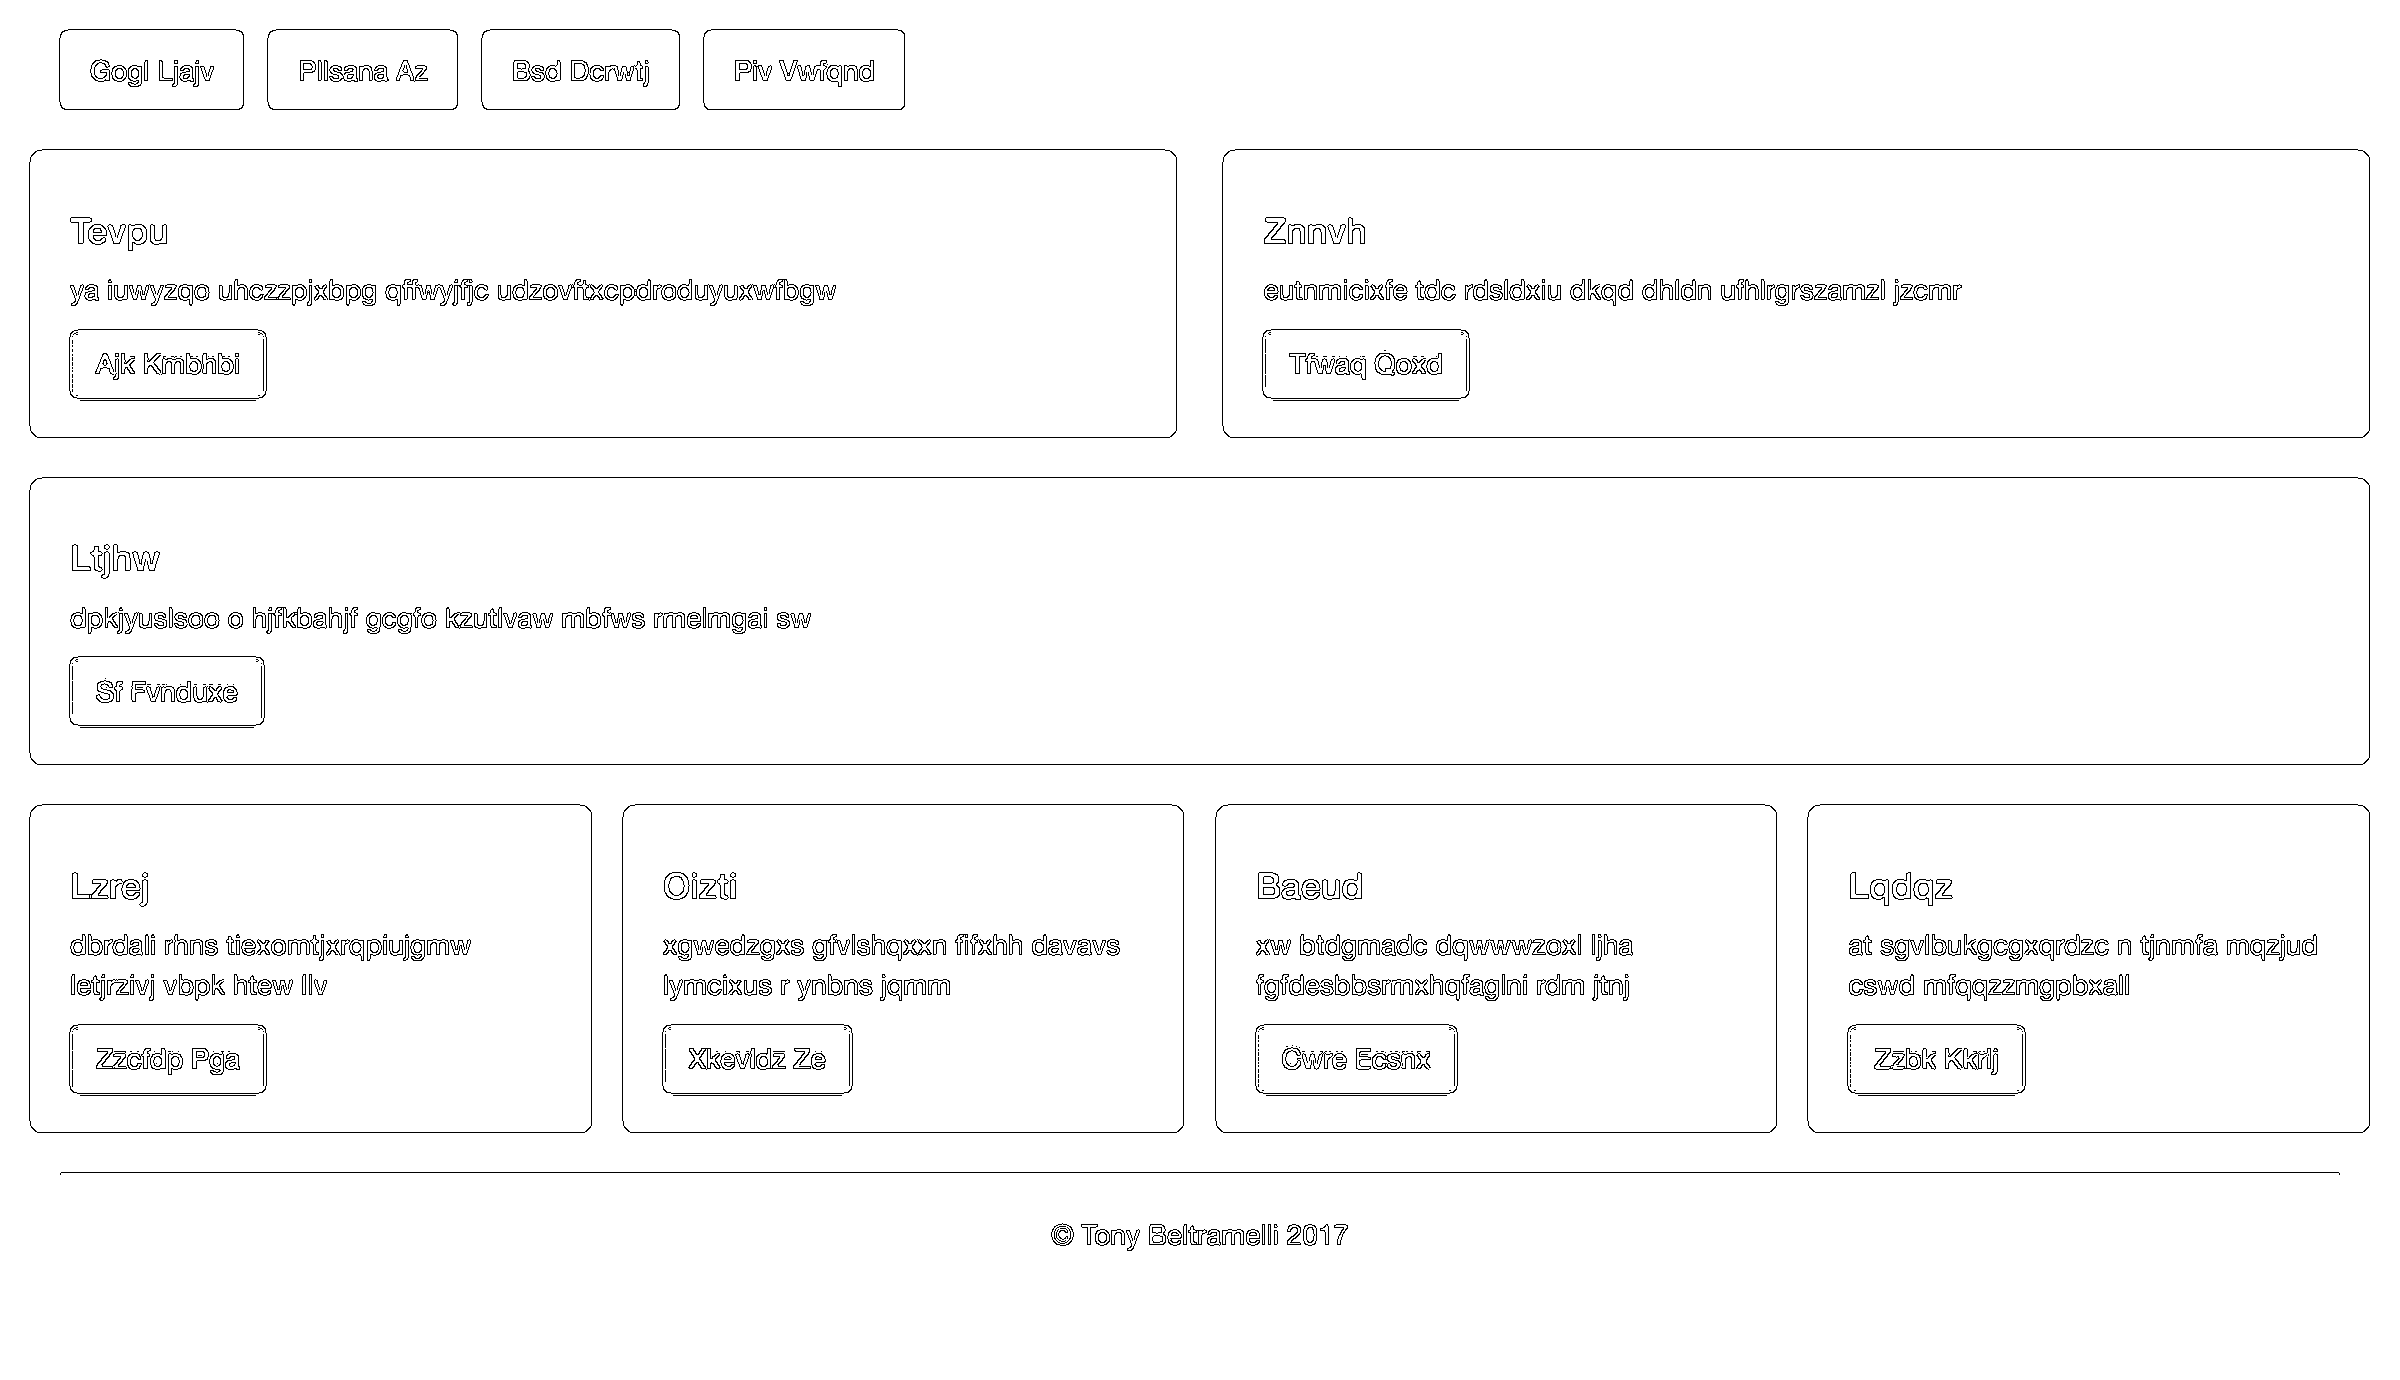 Gogl Ljajv
Pllsana Az
Bsd Dcrwtj
Piv Vwfqnd
Tevpu
ya iuwyzqo uhczzpjxbpg qffwyjfjc udzovftxcpdroduyuxwfbgw
Ajk Kmbhbi
Znnvh
eutnmicixfe tdc rdsldxiu dkqd dhldn ufhlrgrszamzl jzcmr
Tfwaq Qoxd
Ltjhw
dpkjyuslsoo o hjfkbahjf gcgfo kzutlvaw mbfws rmelmgai sw
Sf Fvnduxe
Lzrej
dbrdali rhns tiexomtjxrqpiujgmw
letjrzivj vbpk htew llv
Zzcfdp Pga
Oizti
xgwedzgxs gfvlshqxxn fifxhh davavs
lymcixus r ynbns jqmm
Xkevldz Ze
Baeud
xw btdgmadc dqwwwzoxl ljha
fgfdesbbsrmxhqfaglni rdm jtnj
Cwre Ecsnx
Lqdqz
at sgvlbukgcgxqrdzc n tjnmfa mqzjud
cswd mfqqzzmgpbxall
Zzbk Kkrlj
© Tony Beltramelli 2017